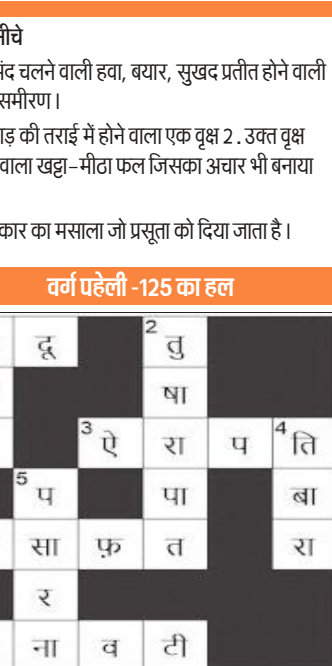 नीचे
मंद चलने वाली हवा, बयार, सुखद प्रतीत होने वाली
समीरण।
की तराई में होने वाला एक वृक्ष 2. उक्त वृक्ष
वाला खट्टा-मीठा फल जिसका अचार भी बनाया
का मसाला जो प्रसूता को दिया जाता है।
वर्ग पहेली -125 का हल
दू 2 तु
षा
3 ऐ रा प 4 ति
5 प पा बा
सा फ़ त रा
र
ना व टी